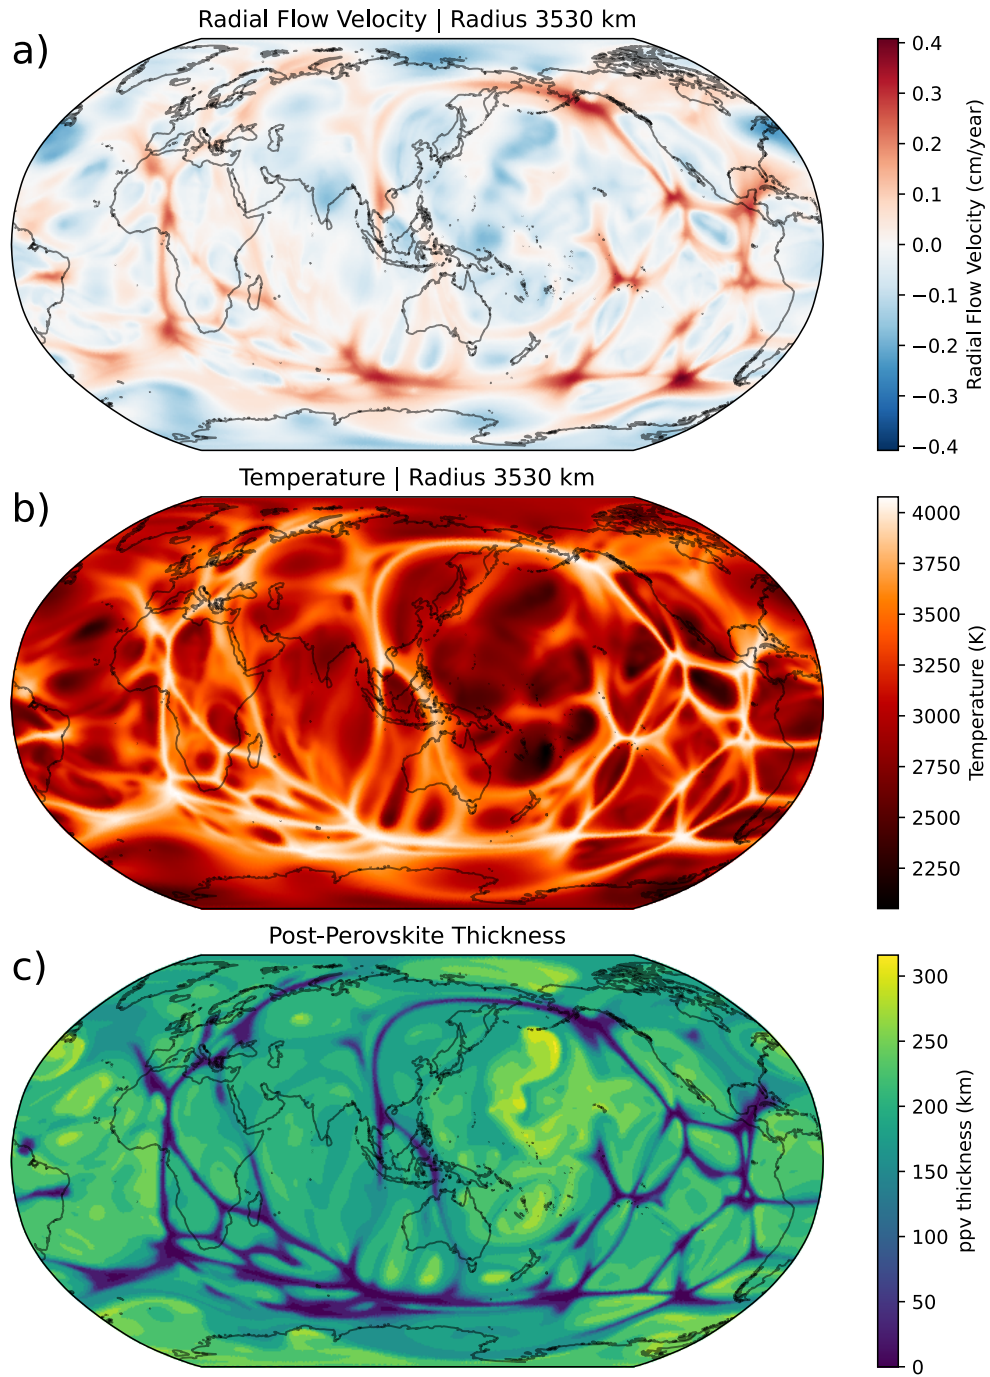 Radial Flow Velocity | Radius 3530 km
a)
0.4
0.3
0.2
0.1
0.0
−0.1
−0.2
−0.3
−0.4
Radial Flow Velocity (cm/year)
Temperature | Radius 3530 km
b)
4000
3750
3500
3250
3000
2750
2500
2250
Temperature (K)
Post-Perovskite Thickness
c)
300
250
200
150
100
50
0
ppv thickness (km)